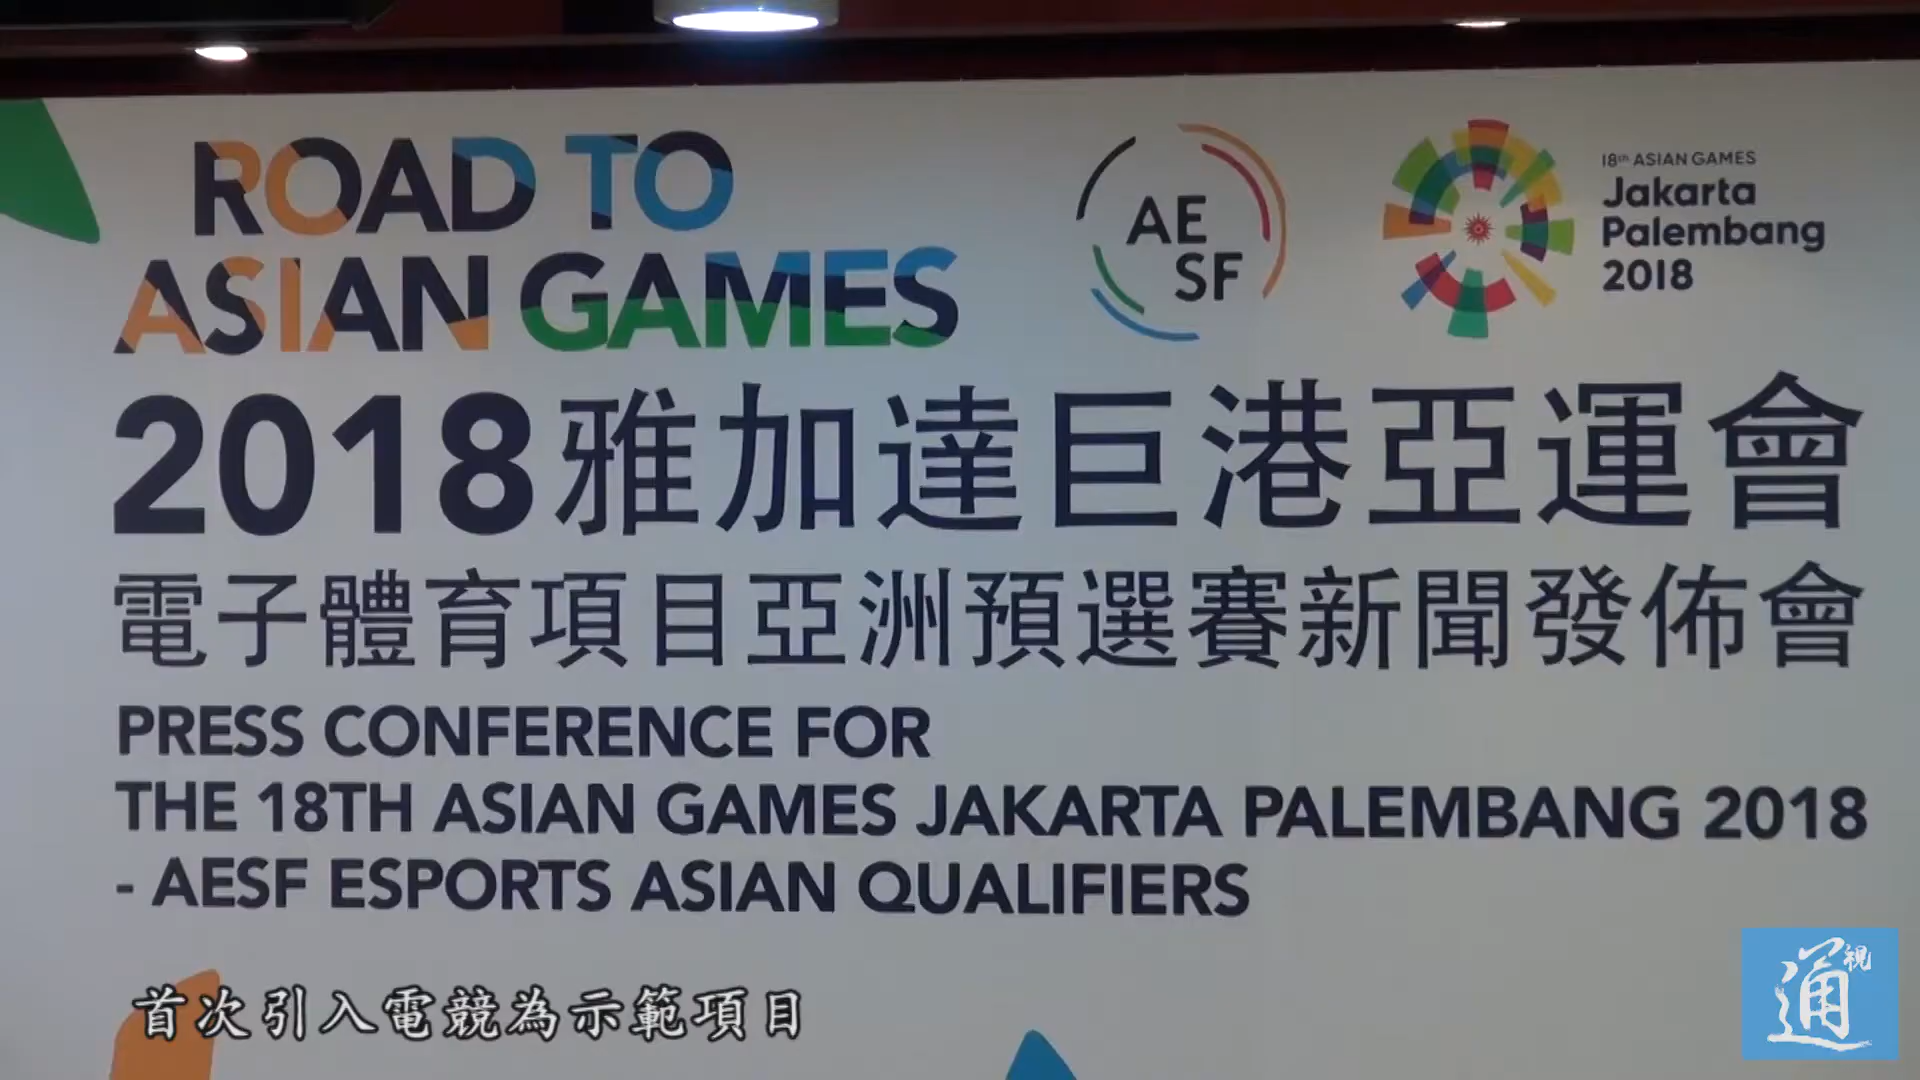 ROAD TO
ASIAN GAMES
AE
SF
18th ASIAN GAMES
Jakarta
Palembang
2018
2018雅加達巨港亞運會
電子體育項目亞洲預選賽新聞發佈會
PRESS CONFERENCE FOR
THE 18TH ASIAN GAMES JAKARTA PALEMBANG 2018
- AESF ESPORTS ASIAN QUALIFIERS
首次引入電競為示範項目
通視